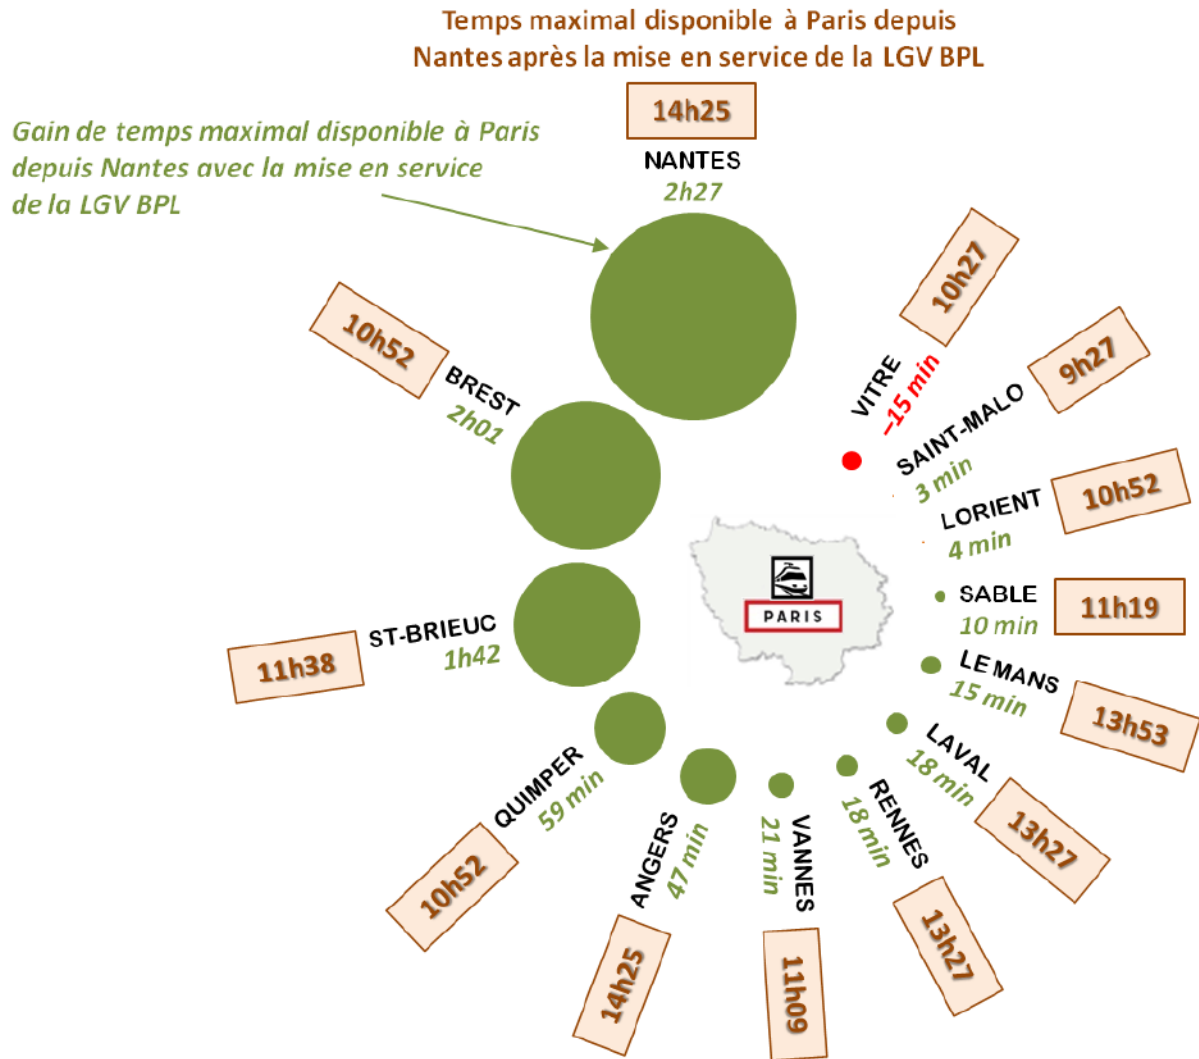 Temps maximal disponible à Paris depuis
Nantes après la mise en service de la LGV BPL
14h25
Gain de temps maximal disponible à Paris
depuis Nantes avec la mise en service
de la LGV BPL
NANTES
2h27
10h27
VITRE
–15 min
9h27
SAINT-MALO
3 min
10h52
LORIENT
4 min
11h19
SABLE
10 min
13h53
LE MANS
15 min
13h27
LAVAL
18 min
13h27
RENNES
18 min
11h09
VANNES
21 min
14h25
ANGERS
47 min
10h52
QUIMPER
59 min
11h38
ST-BRIEUC
1h42
10h52
BREST
2h01
PARIS